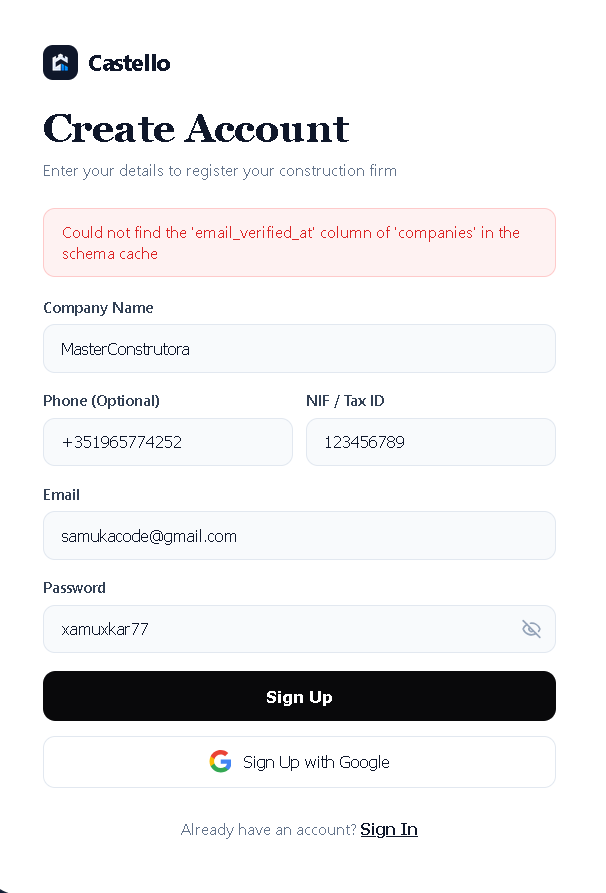 Castello
Create Account
Enter your details to register your construction firm
Could not find the 'email_verified_at' column of 'companies' in the
schema cache
Company Name
MasterConstrutora
Phone (Optional) NIF / Tax ID
+351965774252 123456789
Email
samukacode@gmail.com
Password
xamuxkar77
Sign Up
Sign Up with Google
Already have an account? Sign In